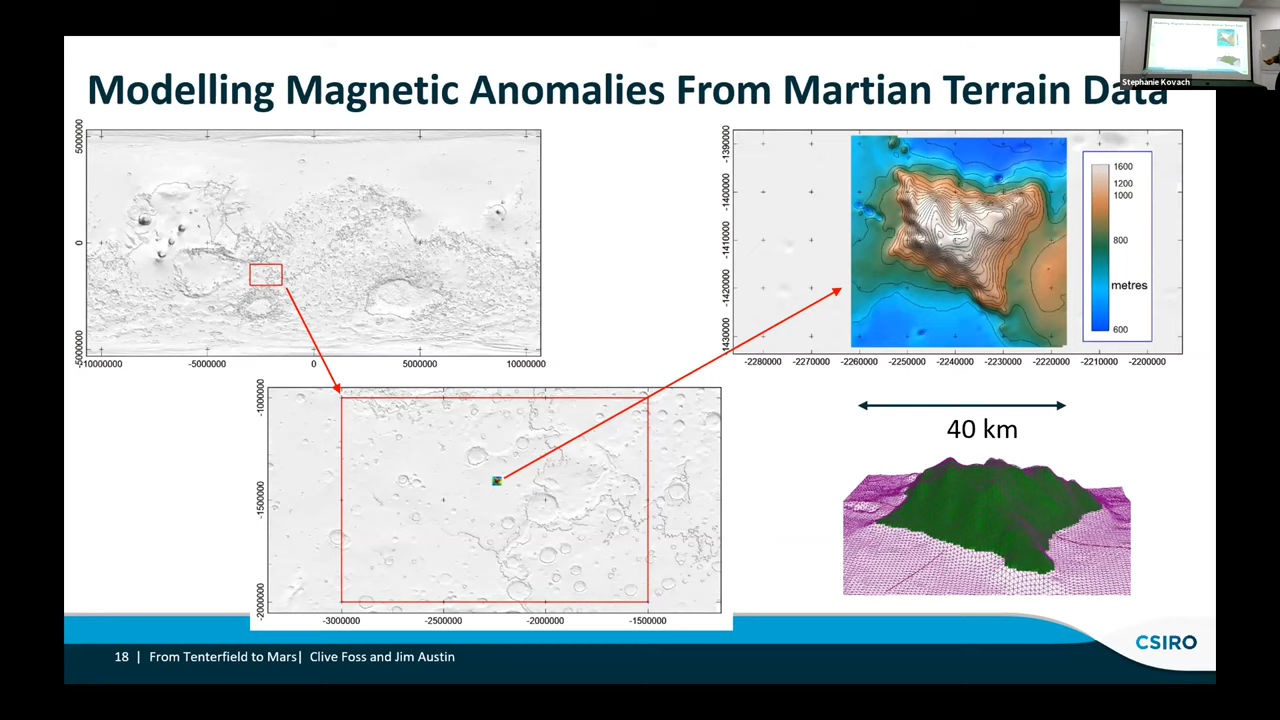 Modelling Magnetic Anomalies From Martian Terrain Data
Stephanie Kovach
5000000
0
-5000000
-10000000 -5000000 0 5000000 10000000
-1390000
-1400000
-1410000
-1420000
-1430000
-2280000 -2270000 -2260000 -2250000 -2240000 -2230000 -2220000 -2210000 -2200000
1600
1200
1000
800
metres
600
-1000000
-1500000
-2000000
-3000000 -2500000 -2000000 -1500000
40 km
18 | From Tenterfield to Mars| Clive Foss and Jim Austin
CSIRO